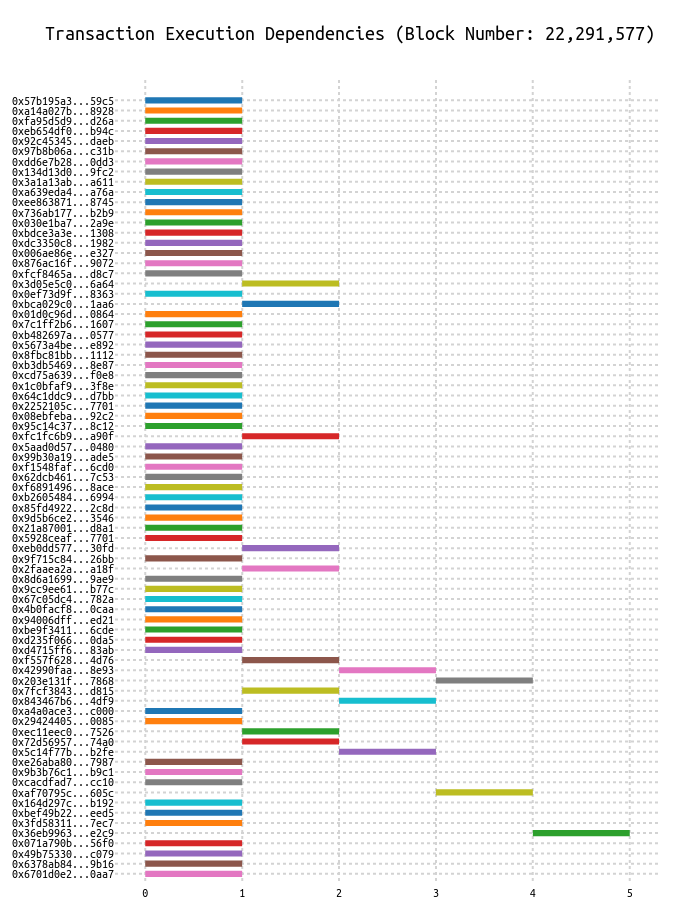 Transaction Execution Dependencies (Block Number: 22,291,577)
0x57b195a3...59c5
0xa14a027b...8928
0xfa95d5d9...d26a
0xeb654df0...b94c
0x92c45345...daeb
0x97b8b06a...c31b
0xdd6e7b28...0dd3
0x134d13d0...9fc2
0x3a1a13ab...a611
0xa639eda4...a76a
0xee863871...8745
0x736ab177...b2b9
0x030e1ba7...2a9e
0xbdce3a3e...1308
0xdc3350c8...1982
0x006ae86e...e327
0x876ac16f...9072
0xfcf8465a...d8c7
0x3d05e5c0...6a64
0x0ef73d9f...8363
0xbca029c0...1aa6
0x01d0c96d...0864
0x7c1ff2b6...1607
0xb482697a...0577
0x5673a4be...e892
0x8fbc81bb...1112
0xb3db5469...8e87
0xcd75a639...f0e8
0x1c0bfaf9...3f8e
0x64c1ddc9...d7bb
0x2252105c...7701
0x08ebfeba...92c2
0x95c14c37...8c12
0xfc1fc6b9...a90f
0x5aad0d57...0480
0x99b30a19...ade5
0xf1548faf...6cd0
0x62dcb461...7c53
0xf6891496...8ace
0xb2605484...6994
0x85fd4922...2c8d
0x9d5b6ce2...3546
0x21a87001...d8a1
0x5928ceaf...7701
0xeb0dd577...30fd
0x9f715c84...26bb
0x2faaea2a...a18f
0x8d6a1699...9ae9
0x9cc9ee61...b77c
0x67c05dc4...782a
0x4b0facf8...0caa
0x94006dff...ed21
0xbe9f3411...6cde
0xd235f066...0da5
0xd4715ff6...83ab
0xf557f628...4d76
0x42990faa...8e93
0x203e131f...7868
0x7fcf3843...d815
0x843467b6...4df9
0xa4a0ace3...c000
0x29424405...0085
0xec11eec0...7526
0x72d56957...74a0
0x5c14f77b...b2fe
0xe26aba80...7987
0x9b3b76c1...b9c1
0xcacdfad7...cc10
0xaf70795c...605c
0x164d297c...b192
0xbef49b22...eed5
0x3fd58311...7ec7
0x36eb9963...e2c9
0x071a790b...56f0
0x49b75330...c079
0x6378ab84...9b16
0x6701d0e2...0aa7
0 1 2 3 4 5